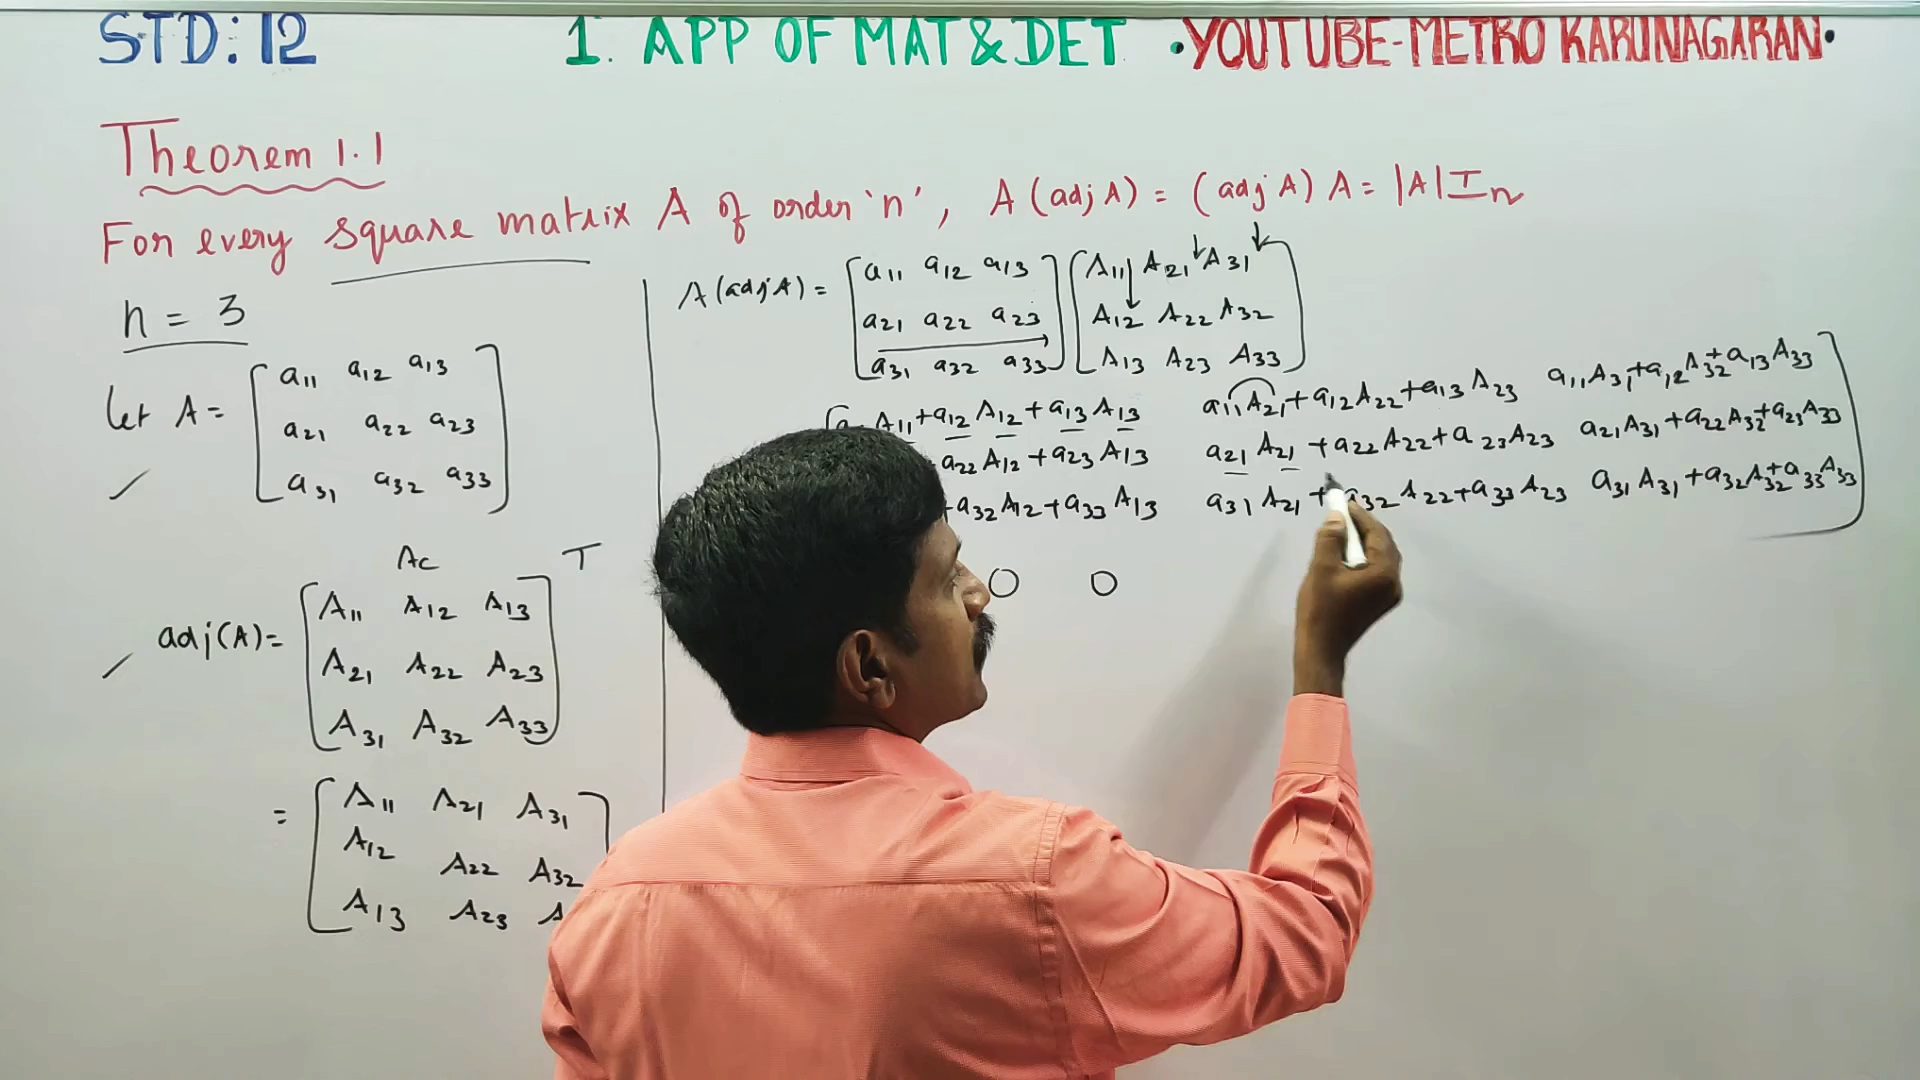 STD: 12 1. APP OF MAT & DET •YOUTUBE-METRO KARUNAGARAN•
Theorem 1.1
For every square matrix A of order 'n', A (adj A) = (adj A) A = |A| In
n = 3
let A = a11 a12 a13
a21 a22 a23
a31 a32 a33
Ac T
adj(A) = A11 A12 A13
A21 A22 A23
A31 A32 A33
= A11 A21 A31
A12 A22 A32
A13 A23
A (adj A) = [a11 a12 a13] [A11 A21 A31]
[a21 a22 a23] [A12 A22 A32]
[a31 a32 a33] [A13 A23 A33]
A11 + a12 A12 + a13 A13 a11 A21 + a12 A22 + a13 A23 a11 A31 + a12 A32 + a13 A33
a22 A12 + a23 A13 a21 A21 + a22 A22 + a23 A23 a21 A31 + a22 A32 + a23 A33
+ a32 A12 + a33 A13 a31 A21 + a32 A22 + a33 A23 a31 A31 + a32 A32 + a33 A33
0 0